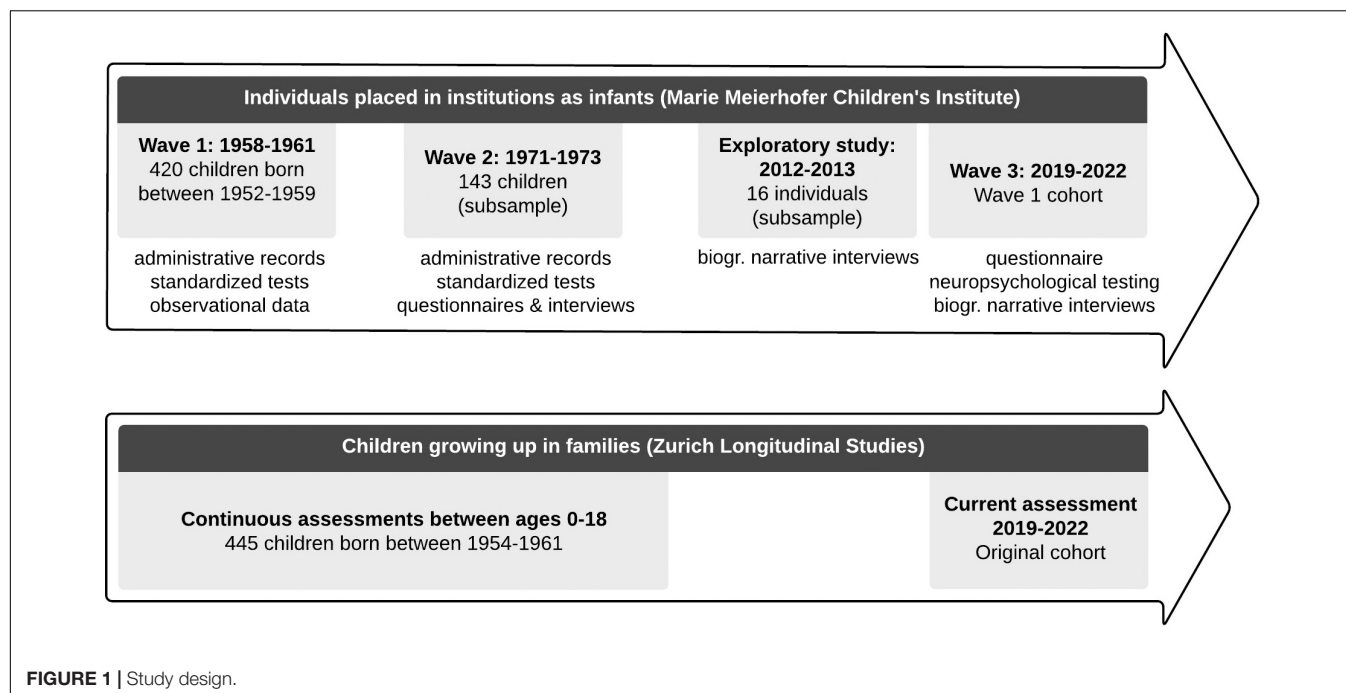 Individuals placed in institutions as infants (Marie Meierhofer Children's Institute)
Wave 1: 1958-1961
420 children born
between 1952-1959
administrative records
standardized tests
observational data
Wave 2: 1971-1973
143 children
(subsample)
administrative records
standardized tests
questionnaires & interviews
Exploratory study:
2012-2013
16 individuals
(subsample)
biogr. narrative interviews
Wave 3: 2019-2022
Wave 1 cohort
questionnaire
neuropsychological testing
biogr. narrative interviews
Children growing up in families (Zurich Longitudinal Studies)
Continuous assessments between ages 0-18
445 children born between 1954-1961
Current assessment
2019-2022
Original cohort
FIGURE 1 | Study design.